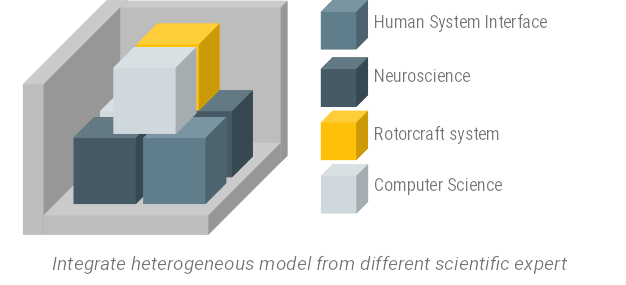 Human System Interface
Neuroscience
Rotorcraft system
Computer Science
Integrate heterogeneous model from different scientific expert